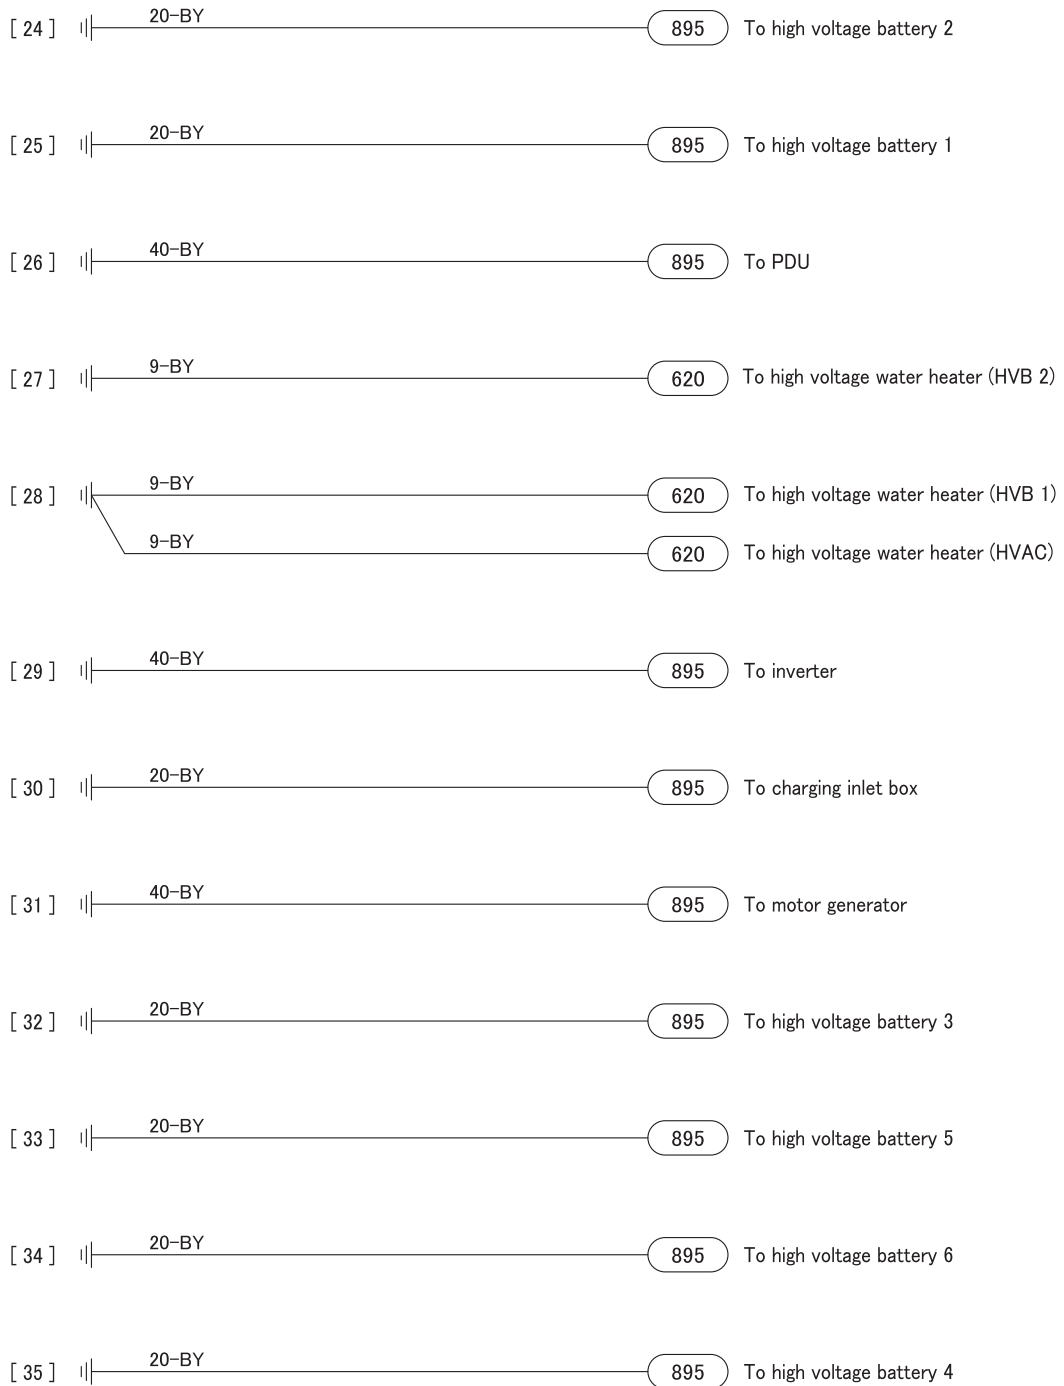 [ 24 ] 20-BY 895 To high voltage battery 2
[ 25 ] 20-BY 895 To high voltage battery 1
[ 26 ] 40-BY 895 To PDU
[ 27 ] 9-BY 620 To high voltage water heater (HVB 2)
[ 28 ] 9-BY 620 To high voltage water heater (HVB 1)
9-BY 620 To high voltage water heater (HVAC)
[ 29 ] 40-BY 895 To inverter
[ 30 ] 20-BY 895 To charging inlet box
[ 31 ] 40-BY 895 To motor generator
[ 32 ] 20-BY 895 To high voltage battery 3
[ 33 ] 20-BY 895 To high voltage battery 5
[ 34 ] 20-BY 895 To high voltage battery 6
[ 35 ] 20-BY 895 To high voltage battery 4